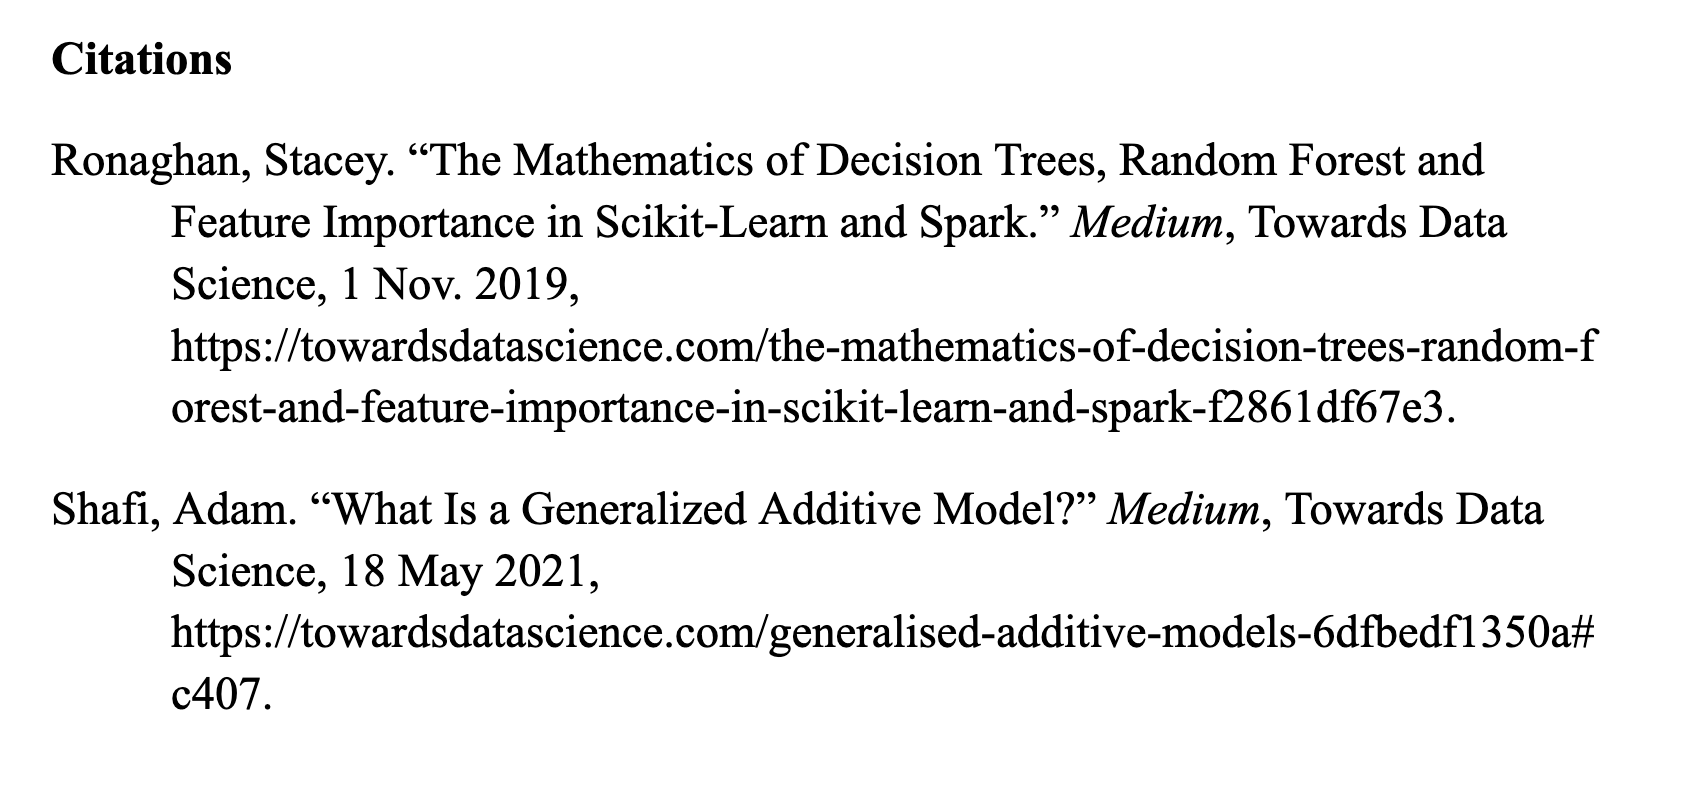 Citations
Ronaghan, Stacey. “The Mathematics of Decision Trees, Random Forest and
Feature Importance in Scikit-Learn and Spark.” Medium, Towards Data
Science, 1 Nov. 2019,
https://towardsdatascience.com/the-mathematics-of-decision-trees-random-f
orest-and-feature-importance-in-scikit-learn-and-spark-f2861df67e3.
Shafi, Adam. “What Is a Generalized Additive Model?” Medium, Towards Data
Science, 18 May 2021,
https://towardsdatascience.com/generalised-additive-models-6dfbedf1350a#
c407.